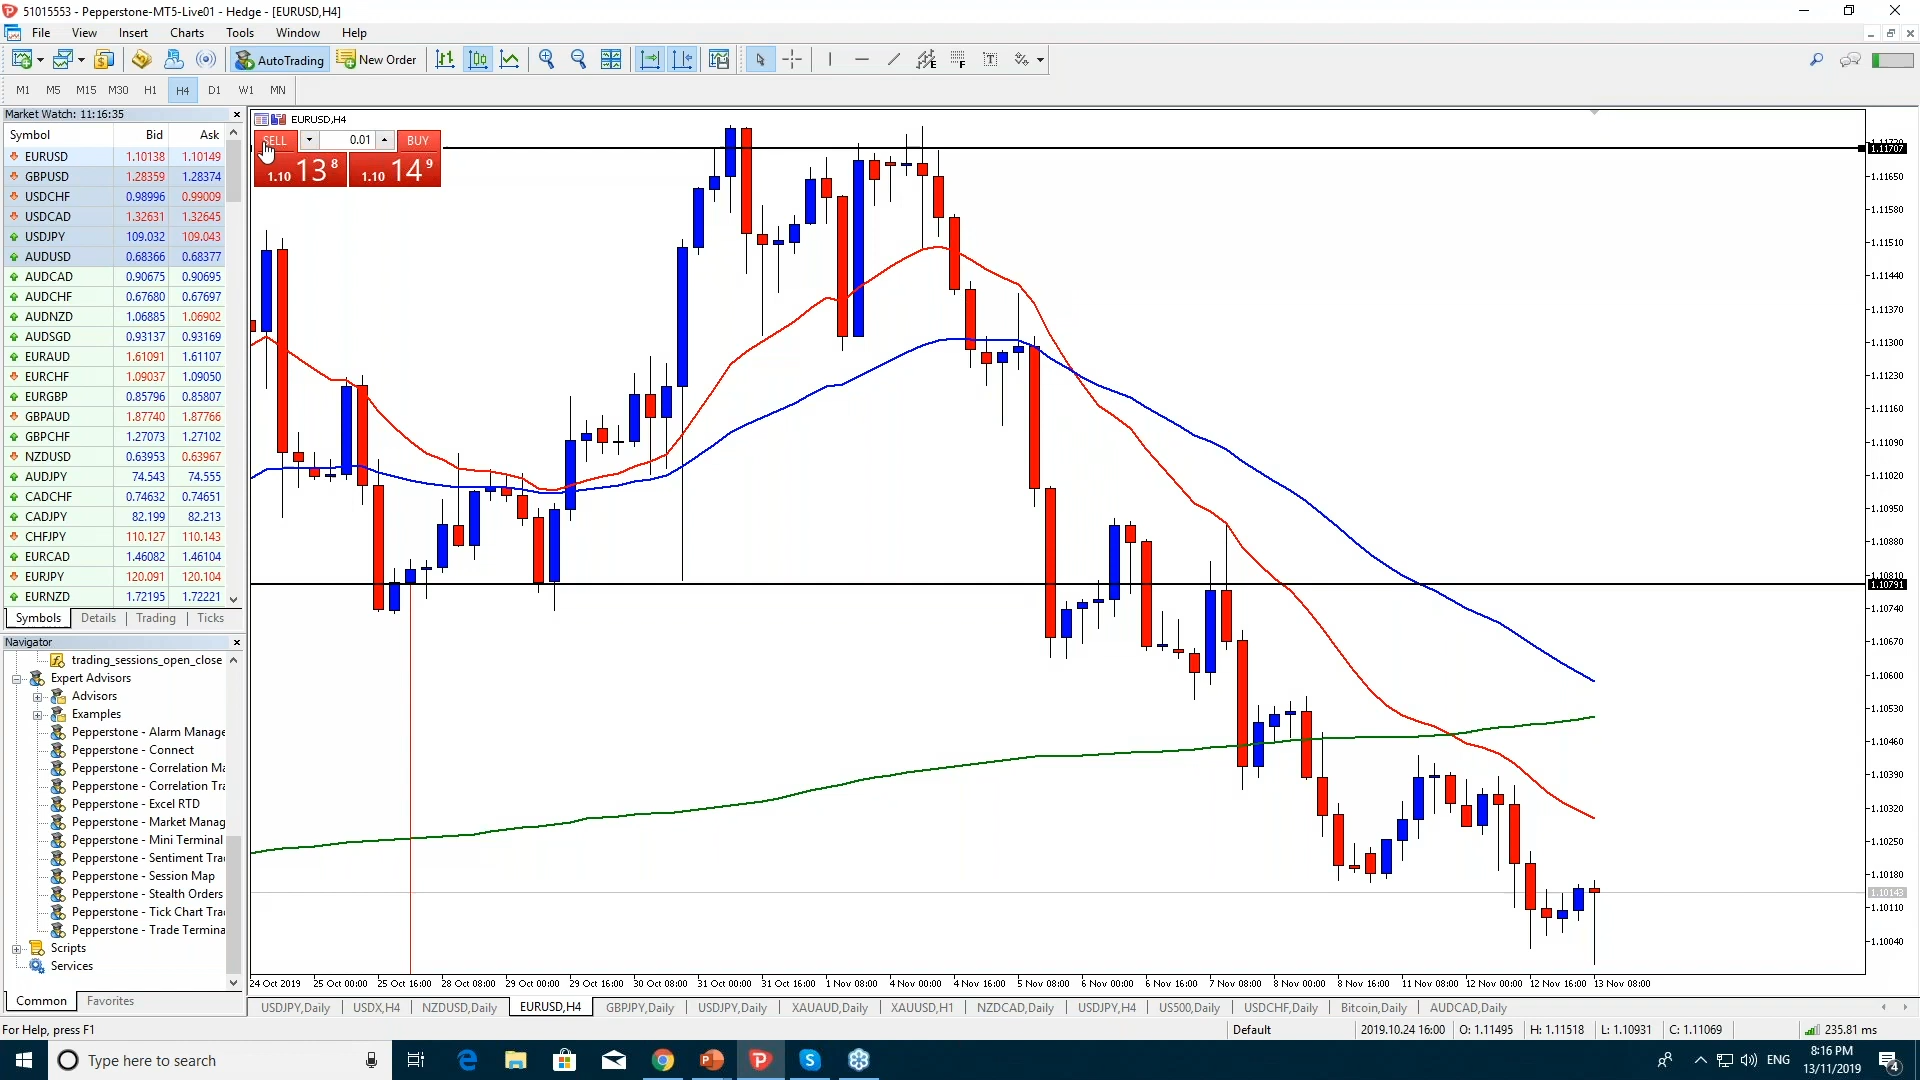 51015553 - Pepperstone-MT5-Live01 - Hedge - [EURUSD,H4]
File View Insert Charts Tools Window Help
AutoTrading New Order
M1 M5 M15 M30 H1 H4 D1 W1 MN
Market Watch: 11:16:35
Symbol Bid Ask
EURUSD 1.10138 1.10149
GBPUSD 1.28359 1.28374
USDCHF 0.98996 0.99009
USDCAD 1.32631 1.32645
USDJPY 109.032 109.043
AUDUSD 0.68366 0.68377
AUDCAD 0.90675 0.90695
AUDCHF 0.67680 0.67697
AUDNZD 1.06885 1.06902
AUDSGD 0.93137 0.93169
EURAUD 1.61091 1.61107
EURCHF 1.09037 1.09050
EURGBP 0.85796 0.85807
GBPAUD 1.87740 1.87766
GBPCHF 1.27073 1.27102
NZDUSD 0.63953 0.63967
AUDJPY 74.543 74.555
CADCHF 0.74632 0.74651
CADJPY 82.199 82.213
CHFJPY 110.127 110.143
EURCAD 1.46082 1.46104
EURJPY 120.091 120.104
EURNZD 1.72195 1.72221
Symbols Details Trading Ticks
Navigator
trading_sessions_open_close
Expert Advisors
Advisors
Examples
Pepperstone - Alarm Manage
Pepperstone - Connect
Pepperstone - Correlation Ma
Pepperstone - Correlation Tra
Pepperstone - Excel RTD
Pepperstone - Market Manag
Pepperstone - Mini Terminal
Pepperstone - Sentiment Tra
Pepperstone - Session Map
Pepperstone - Stealth Orders
Pepperstone - Tick Chart Tra
Pepperstone - Trade Termina
Scripts
Services
Common Favorites
EURUSD,H4
SELL 0.01 BUY
1.10 13 8 1.10 14 9
1.11707
1.11650
1.11580
1.11510
1.11440
1.11370
1.11300
1.11230
1.11160
1.11090
1.11020
1.10950
1.10880
1.10810
1.10791
1.10740
1.10670
1.10600
1.10530
1.10460
1.10390
1.10320
1.10250
1.10180
1.10143
1.10110
1.10040
24 Oct 2019 25 Oct 00:00 25 Oct 16:00 28 Oct 08:00 29 Oct 00:00 29 Oct 16:00 30 Oct 08:00 31 Oct 00:00 31 Oct 16:00 1 Nov 08:00 4 Nov 00:00 4 Nov 16:00 5 Nov 08:00 6 Nov 00:00 6 Nov 16:00 7 Nov 08:00 8 Nov 00:00 8 Nov 16:00 11 Nov 08:00 12 Nov 00:00 12 Nov 16:00 13 Nov 08:00
USDJPY,Daily USDX,H4 NZDUSD,Daily EURUSD,H4 GBPJPY,Daily USDJPY,Daily XAUAUD,Daily XAUUSD,H1 NZDCAD,Daily USDJPY,H4 US500,Daily USDCHF,Daily Bitcoin,Daily AUDCAD,Daily
For Help, press F1 Default 2019.10.24 16:00 O: 1.11495 H: 1.11518 L: 1.10931 C: 1.11069 235.81 ms
Type here to search
ENG
8:16 PM
13/11/2019
4